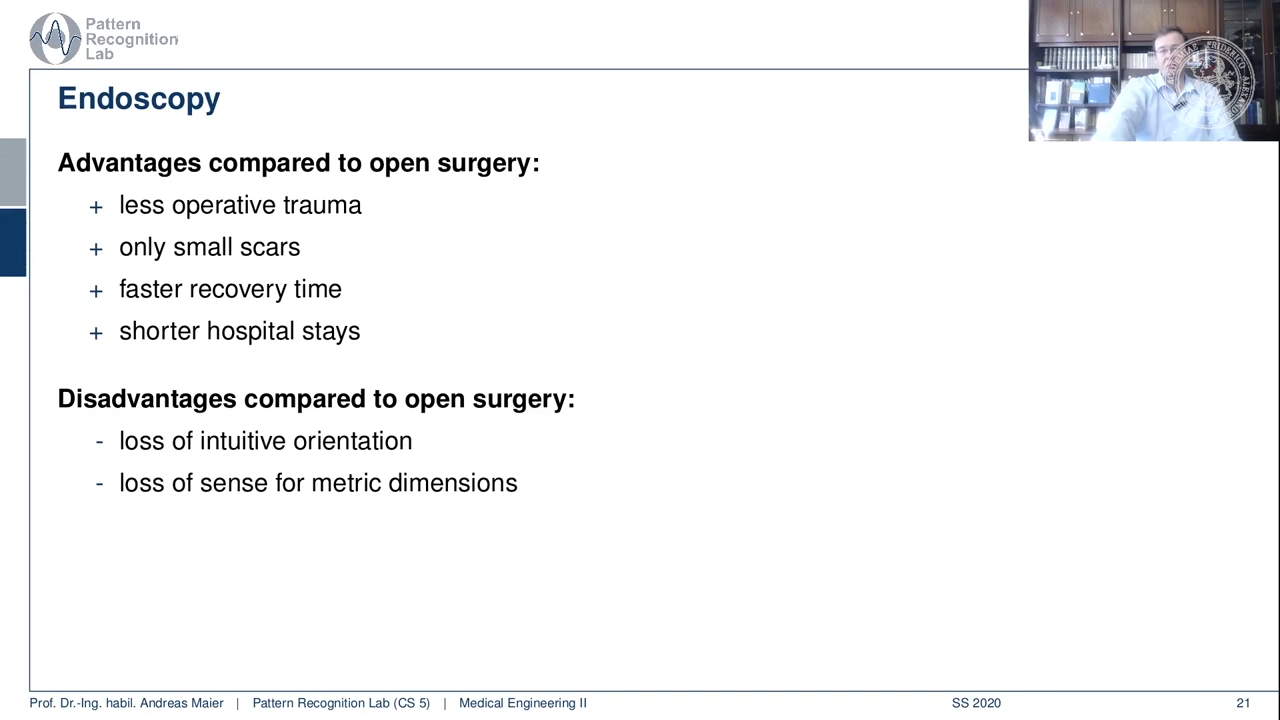 Pattern
Recognition
Lab
Endoscopy
Advantages compared to open surgery:
+ less operative trauma
+ only small scars
+ faster recovery time
+ shorter hospital stays
Disadvantages compared to open surgery:
- loss of intuitive orientation
- loss of sense for metric dimensions
Prof. Dr.-Ing. habil. Andreas Maier | Pattern Recognition Lab (CS 5) | Medical Engineering II SS 2020 21